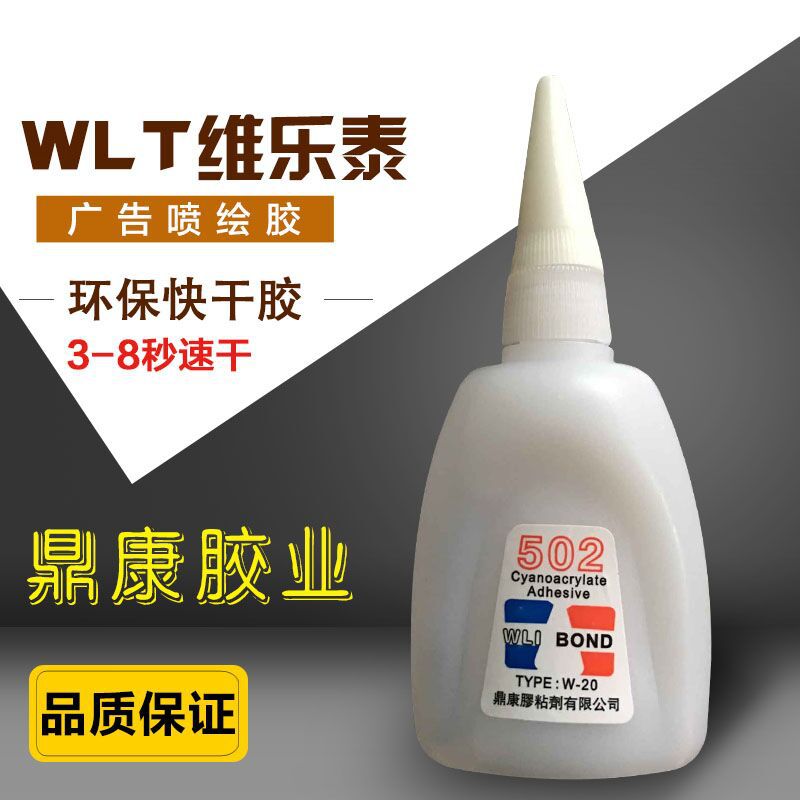 WLT维乐泰
广告喷绘胶
环保快干胶
3-8秒速干
鼎康胶业
品质保证
502
Cyanoacrylate
Adhesive
WLI BOND
TYPE: W-20
鼎康膠粘劑有限公司